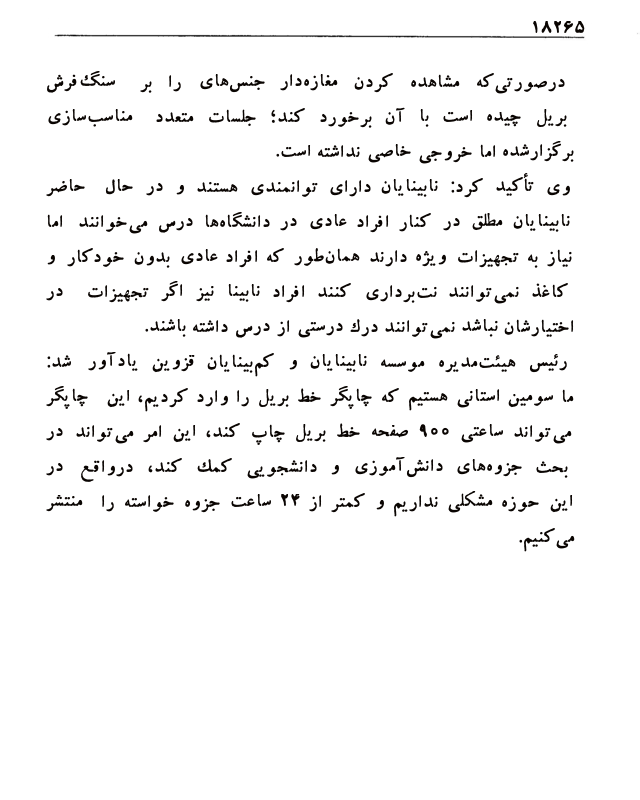 ۱۸۲۶۵
درصورتی‌که مشاهده کردن مغازه‌دار جنس‌های را بر سنگ‌فرش
بریل چیده است با آن برخورد کند؛ جلسات متعدد مناسب‌سازی
برگزارشده اما خروجی خاصی نداشته است.
وی تأکید کرد: نابینایان دارای توانمندی هستند و در حال حاضر
نابینایان مطلق در کنار افراد عادی در دانشگاه‌ها درس می‌خوانند اما
نیاز به تجهیزات ویژه دارند همان‌طور که افراد عادی بدون خودکار و
کاغذ نمی‌توانند نت‌برداری کنند افراد نابینا نیز اگر تجهیزات در
اختیارشان نباشد نمی‌توانند درك درستی از درس داشته باشند.
رئیس هیئت‌مدیره موسسه نابینایان و کم‌بینایان قزوین یادآور شد:
ما سومین استانی هستیم که چاپگر خط بریل را وارد کردیم، این چاپگر
می‌تواند ساعتی ۹۰۰ صفحه خط بریل چاپ کند، این امر می‌تواند در
بحث جزوه‌های دانش‌آموزی و دانشجویی کمك کند، درواقع در
این حوزه مشکلی نداریم و کمتر از ۲۴ ساعت جزوه خواسته را منتشر
می‌کنیم.